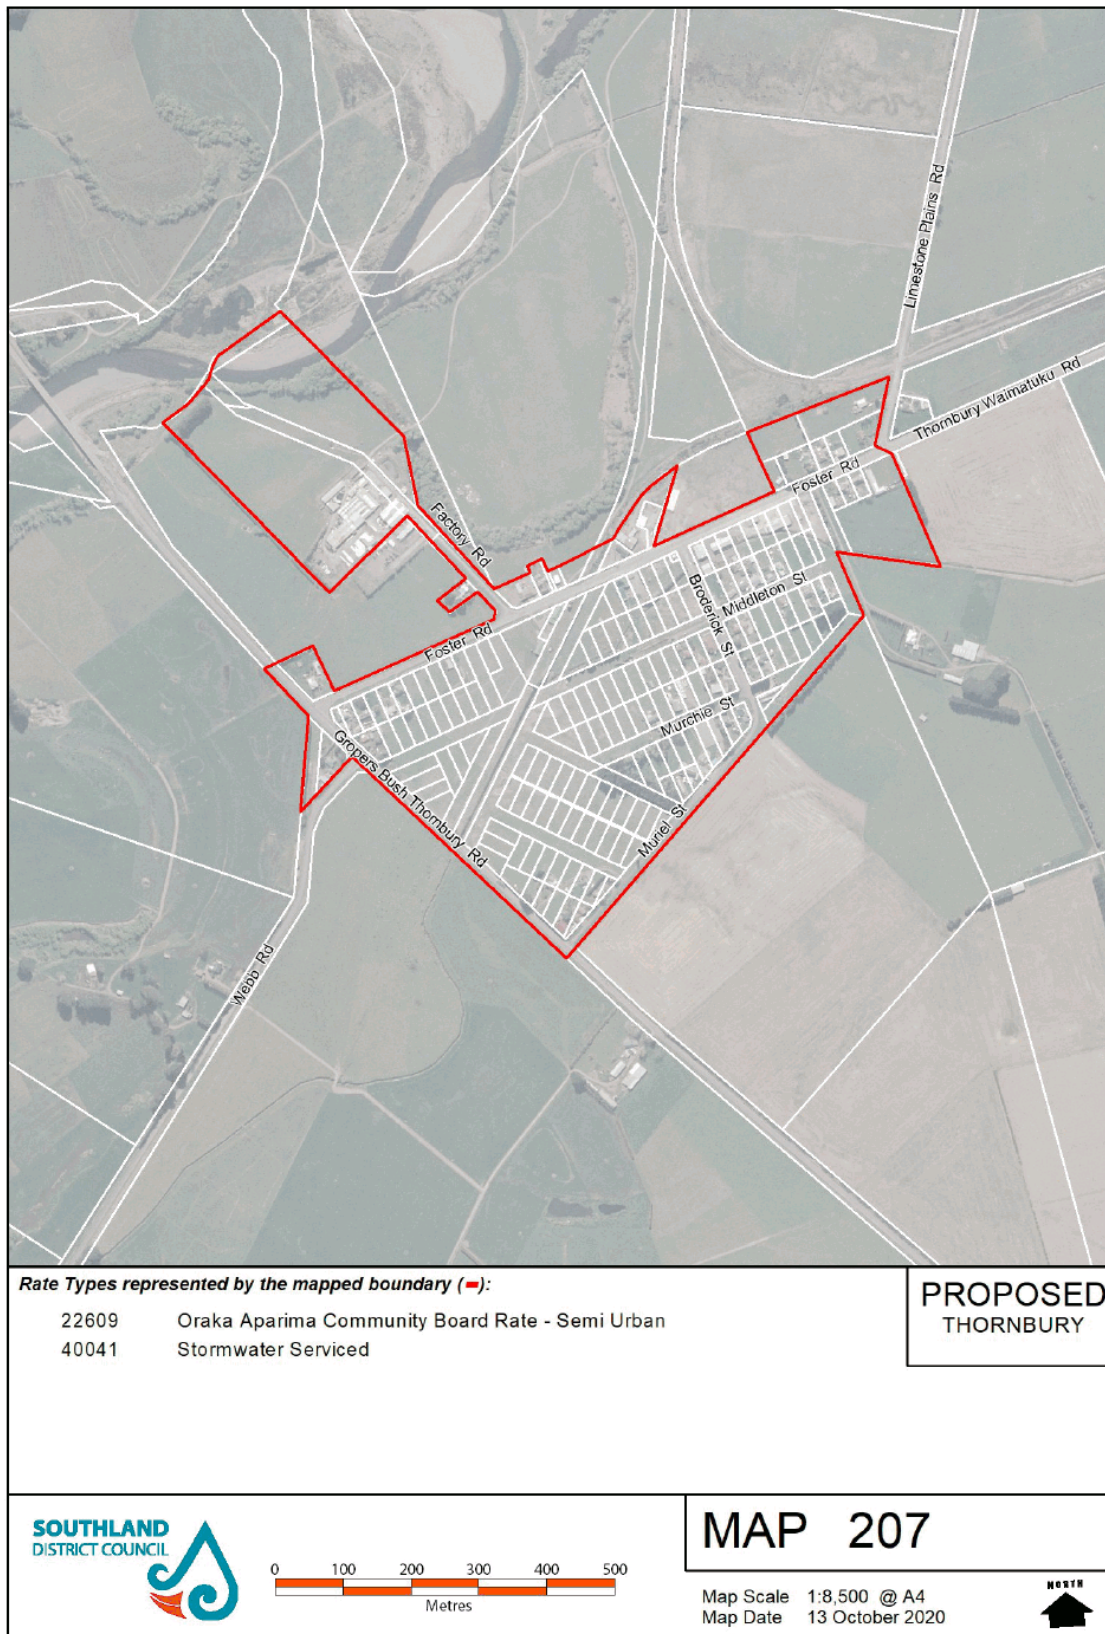 Limestone Plains Rd
Thornbury Waimatuku Rd
Foster Rd
Factory Rd
Middleton St
Broderick St
Foster Rd
Murchie St
Gropers Bush Thornbury Rd
Muriel St
Webb Rd
Rate Types represented by the mapped boundary (-):
22609 Oraka Aparima Community Board Rate - Semi Urban
40041 Stormwater Serviced
PROPOSED
THORNBURY
SOUTHLAND
DISTRICT COUNCIL
0 100 200 300 400 500
Metres
MAP 207
Map Scale 1:8,500 @ A4
Map Date 13 October 2020
NORTH